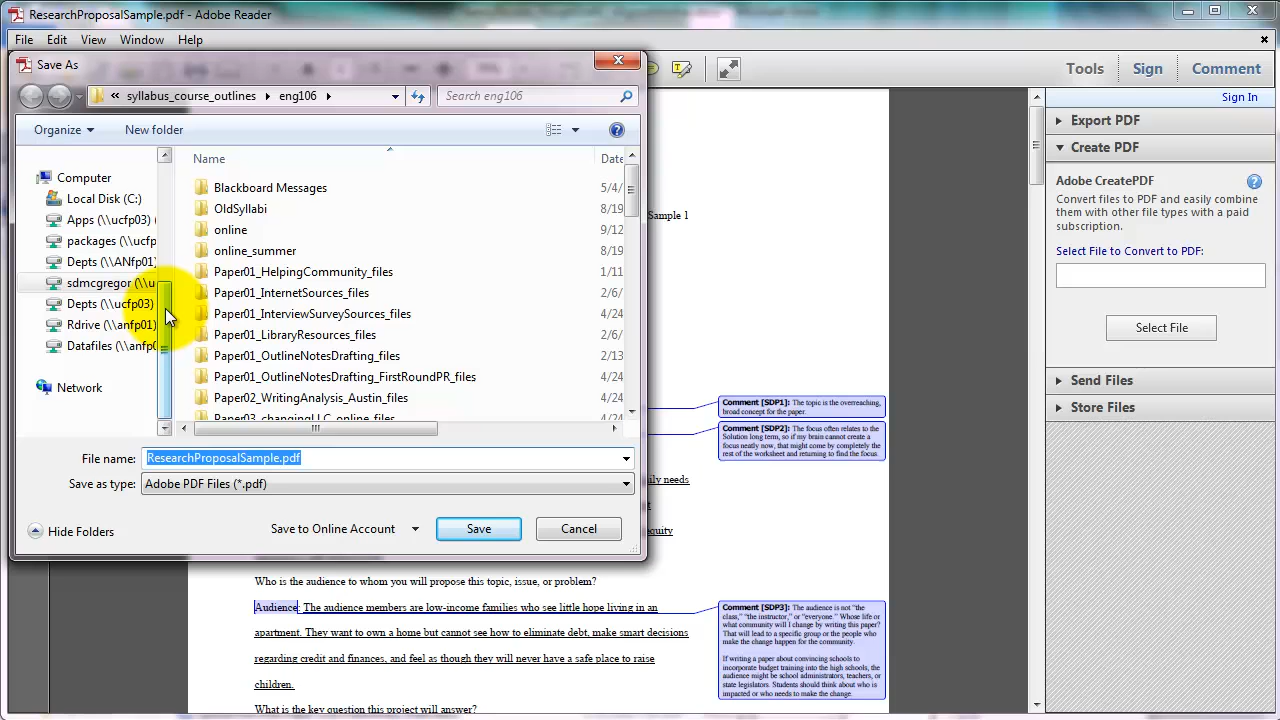 ResearchProposalSample.pdf - Adobe Reader
File Edit View Window Help
Save As
Tools Sign Comment
syllabus_course_outlines eng106
Search eng106
Sign In
Organize New folder
Export PDF
Create PDF
Name Date
Computer
Local Disk (C:)
Apps (\\ucfp03) (
packages (\\ucfp
Depts (\\ANfp01)
sdmcgregor (\\u
Depts (\\ucfp03)
Rdrive (\\anfp01)
Datafiles (\\anfp0
Network
Blackboard Messages 5/4/
OldSyllabi 8/19
online 9/12
online_summer 8/19
Paper01_HelpingCommunity_files 1/11
Paper01_InternetSources_files 2/6/
Paper01_InterviewSurveySources_files 4/24
Paper01_LibraryResources_files 2/6/
Paper01_OutlineNotesDrafting_files 2/13
Paper01_OutlineNotesDrafting_FirstRoundPR_files 4/24
Paper02_WritingAnalysis_Austin_files 4/24
Paper03_changingLLC_online_files 4/24
File name: ResearchProposalSample.pdf
Save as type: Adobe PDF Files (*.pdf)
Hide Folders
Save to Online Account Save Cancel
Sample 1
Adobe CreatePDF
Convert files to PDF and easily combine
them with other file types with a paid
subscription.
Select File to Convert to PDF:
Select File
Send Files
Store Files
Comment [SDP1]: The topic is the overreaching,
broad concept for the paper.
Comment [SDP2]: The focus often relates to the
Solution long term, so if my brain cannot create a
focus neatly now, that might come by completely the
rest of the worksheet and returning to find the focus.
ily needs
t
equity
Who is the audience to whom you will propose this topic, issue, or problem?
Audience: The audience members are low-income families who see little hope living in an
apartment. They want to own a home but cannot see how to eliminate debt, make smart decisions
regarding credit and finances, and feel as though they will never have a safe place to raise
children.
What is the key question this project will answer?
Comment [SDP3]: The audience is not "the
class," "the instructor," or "everyone." Whose life or
what community will I change by writing this paper?
That will lead to a specific group or the people who
make the change happen for the community.
If writing a paper about convincing schools to
incorporate budget training into the high schools, the
audience might be school administrators, teachers, or
state legislators. Students should think about who is
impacted or who needs to make the change.